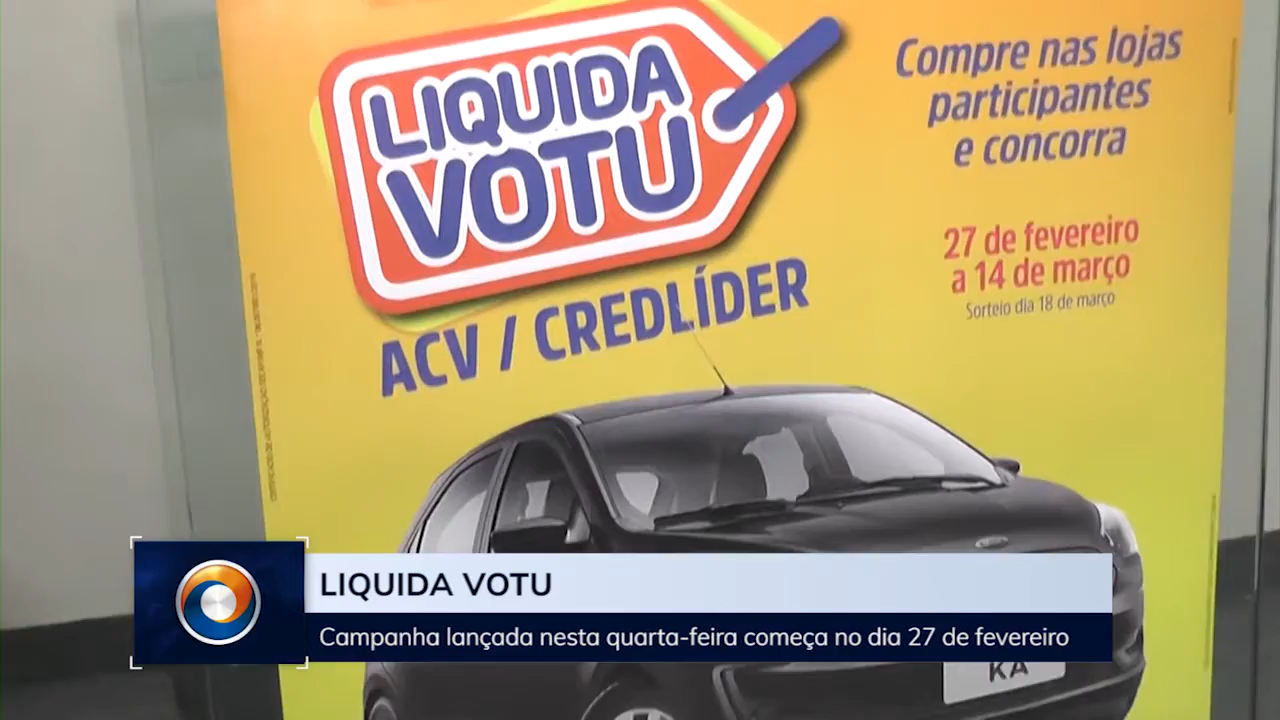 LIQUIDA
VOTU
ACV / CREDLÍDER
Compre nas lojas
participantes
e concorra
27 de fevereiro
a 14 de março
Sorteio dia 18 de março
KA
LIQUIDA VOTU
Campanha lançada nesta quarta-feira começa no dia 27 de fevereiro